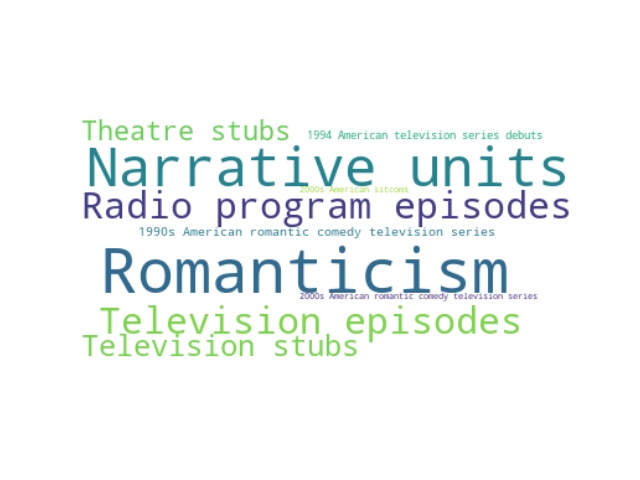 Theatre stubs
1994 American television series debuts
Narrative units
2000s American sitcoms
Radio program episodes
1990s American romantic comedy television series
Romanticism
2000s American romantic comedy television series
Television episodes
Television stubs